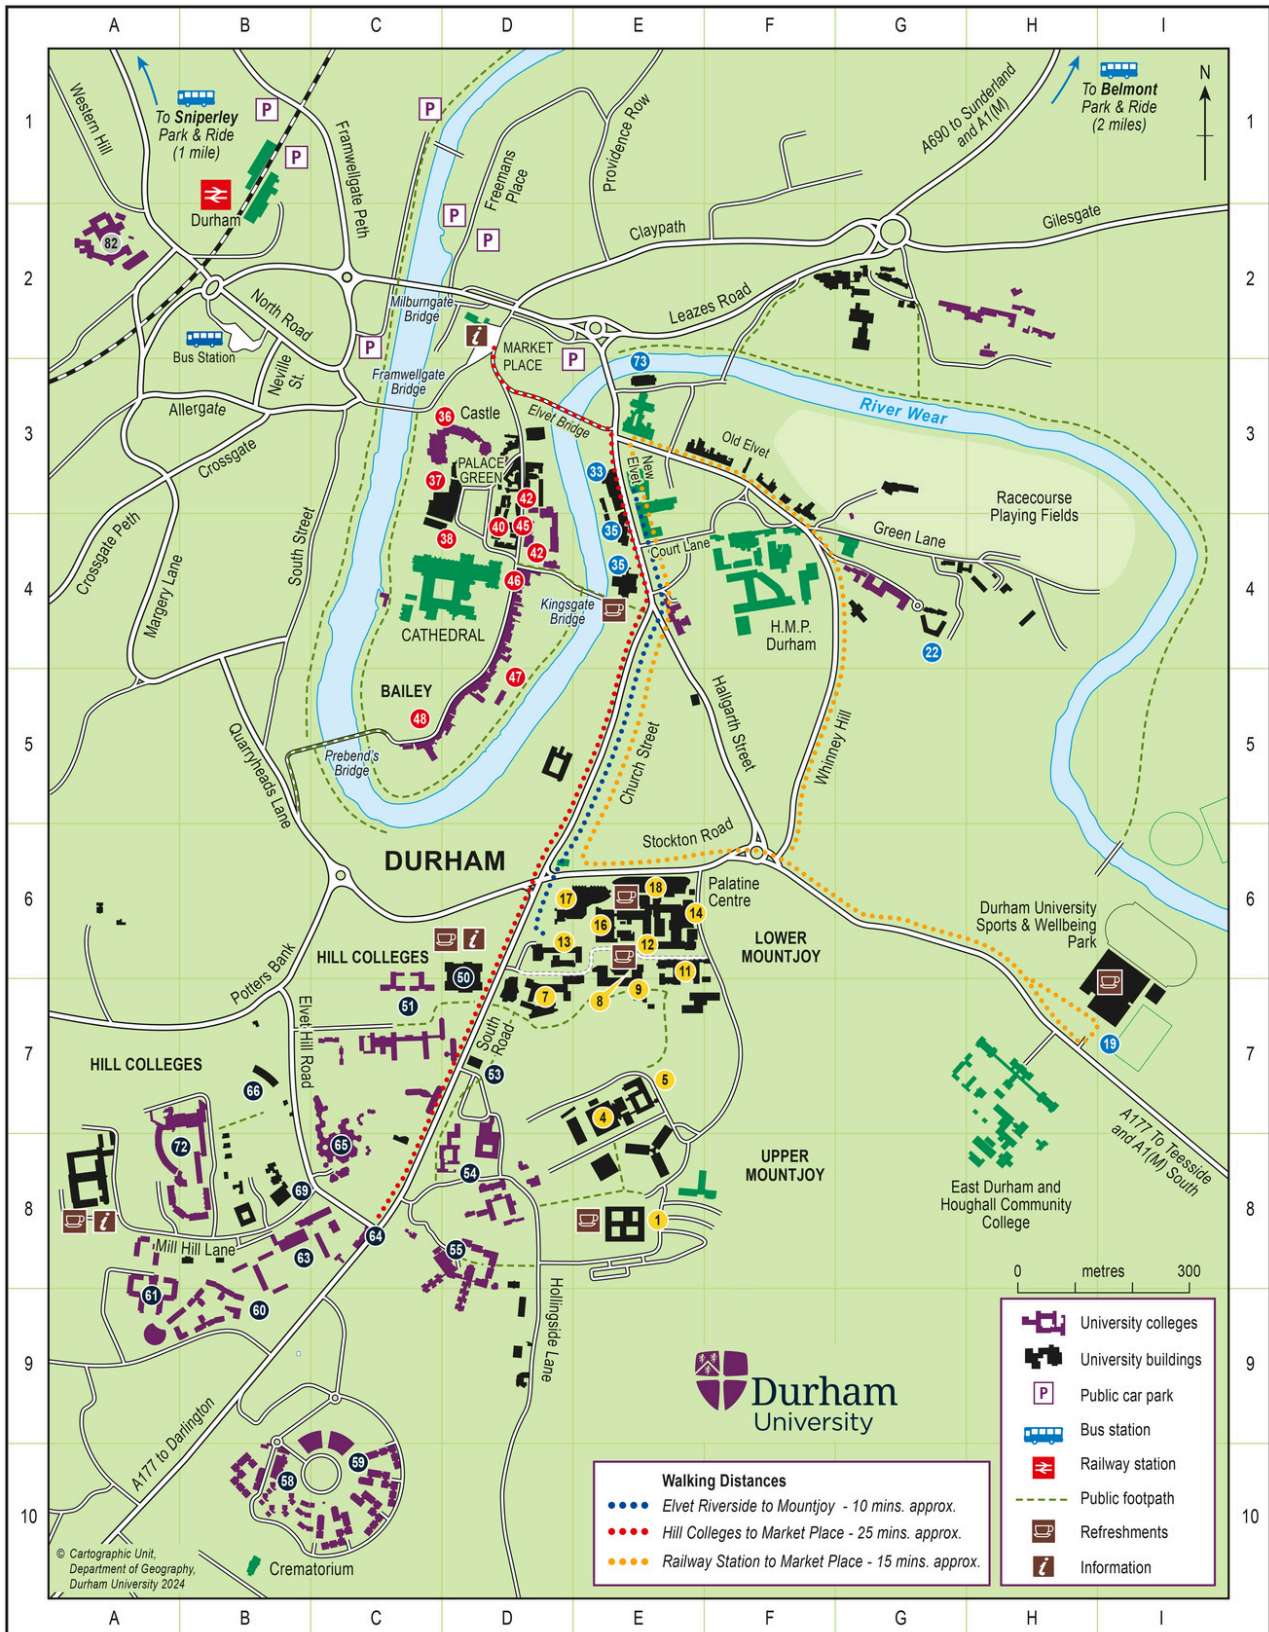 A B C D E F G H I
1
2
3
4
5
6
7
8
9
10
1
2
3
4
5
6
7
8
9
10
A B C D E F G H I
Western Hill
To Sniperley
Park & Ride
(1 mile)
P
P
P
Framwellgate Peth
Freemans
Place
Providence Row
A690 to Sunderland
and A1(M)
To Belmont
Park & Ride
(2 miles)
N
Durham
82
P
P
Claypath
Gilesgate
North Road
Milburngate
Bridge
Leazes Road
Bus Station
P
i
MARKET
PLACE
P
73
Neville
St.
Framwellgate
Bridge
River Wear
Allergate
36
Castle
Elvet Bridge
Crossgate
Old Elvet
PALACE
GREEN
New
Elvet
33
37
42
Racecourse
Playing Fields
Crossgate Peth
South Street
38
40
45
35
Green Lane
Court Lane
42
35
Margery Lane
46
Kingsgate
Bridge
CATHEDRAL
H.M.P.
Durham
22
BAILEY
47
48
Hallgarth Street
Whinney Hill
Quarryheads Lane
Prebend's
Bridge
Church Street
Stockton Road
DURHAM
Palatine
Centre
17
18
14
16
Durham University
Sports & Wellbeing
Park
HILL COLLEGES
i
13
12
LOWER
MOUNTJOY
Potters Bank
50
11
51
7
8
9
Elvet Hill Road
South
Road
19
HILL COLLEGES
53
5
66
4
A177 To Teesside
and A1(M) South
72
65
UPPER
MOUNTJOY
54
69
East Durham and
Houghall Community
College
i
1
64
Mill Hill Lane
63
55
61
60
Hollingside Lane
0 metres 300
University colleges
University buildings
P Public car park
Bus station
Railway station
Public footpath
Refreshments
i Information
Durham
University
A177 to Darlington
59
58
Walking Distances
Elvet Riverside to Mountjoy - 10 mins. approx.
Hill Colleges to Market Place - 25 mins. approx.
Railway Station to Market Place - 15 mins. approx.
Crematorium
© Cartographic Unit,
Department of Geography,
Durham University 2024